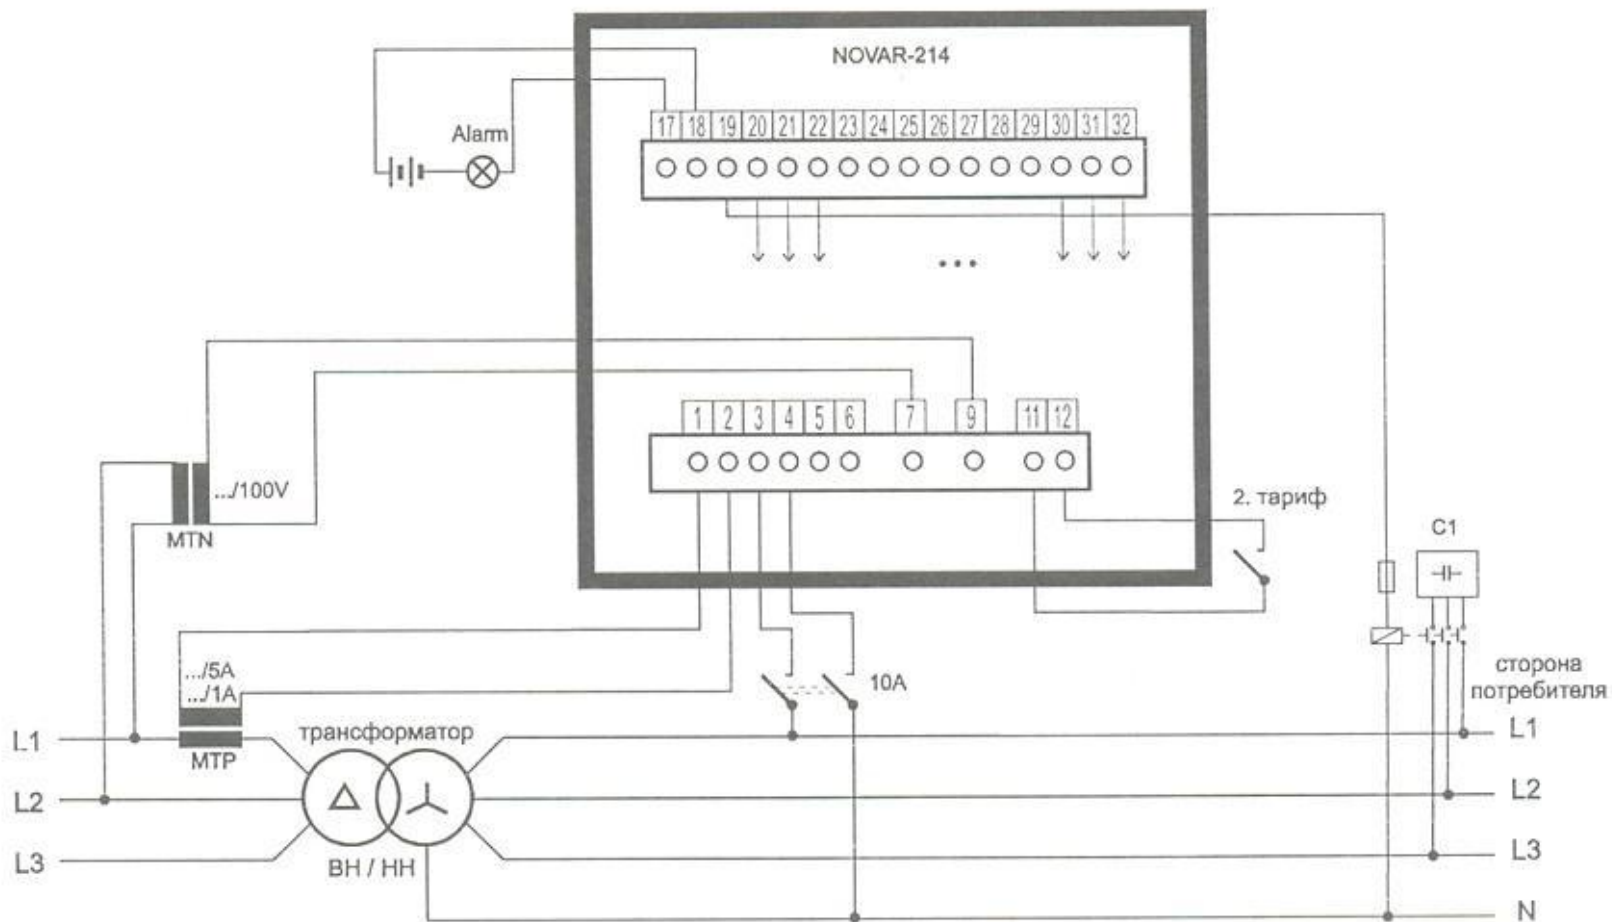 NOVAR-214
Alarm
17 18 19 20 21 22 23 24 25 26 27 28 29 30 31 32
...
1 2 3 4 5 6 7 9 11 12
.../100V
MTN
2. тариф
C1
.../5A
.../1A
10A
сторона
потребителя
L1
MTP
трансформатор
L1
L2
L2
L3
ВН / НН
L3
N